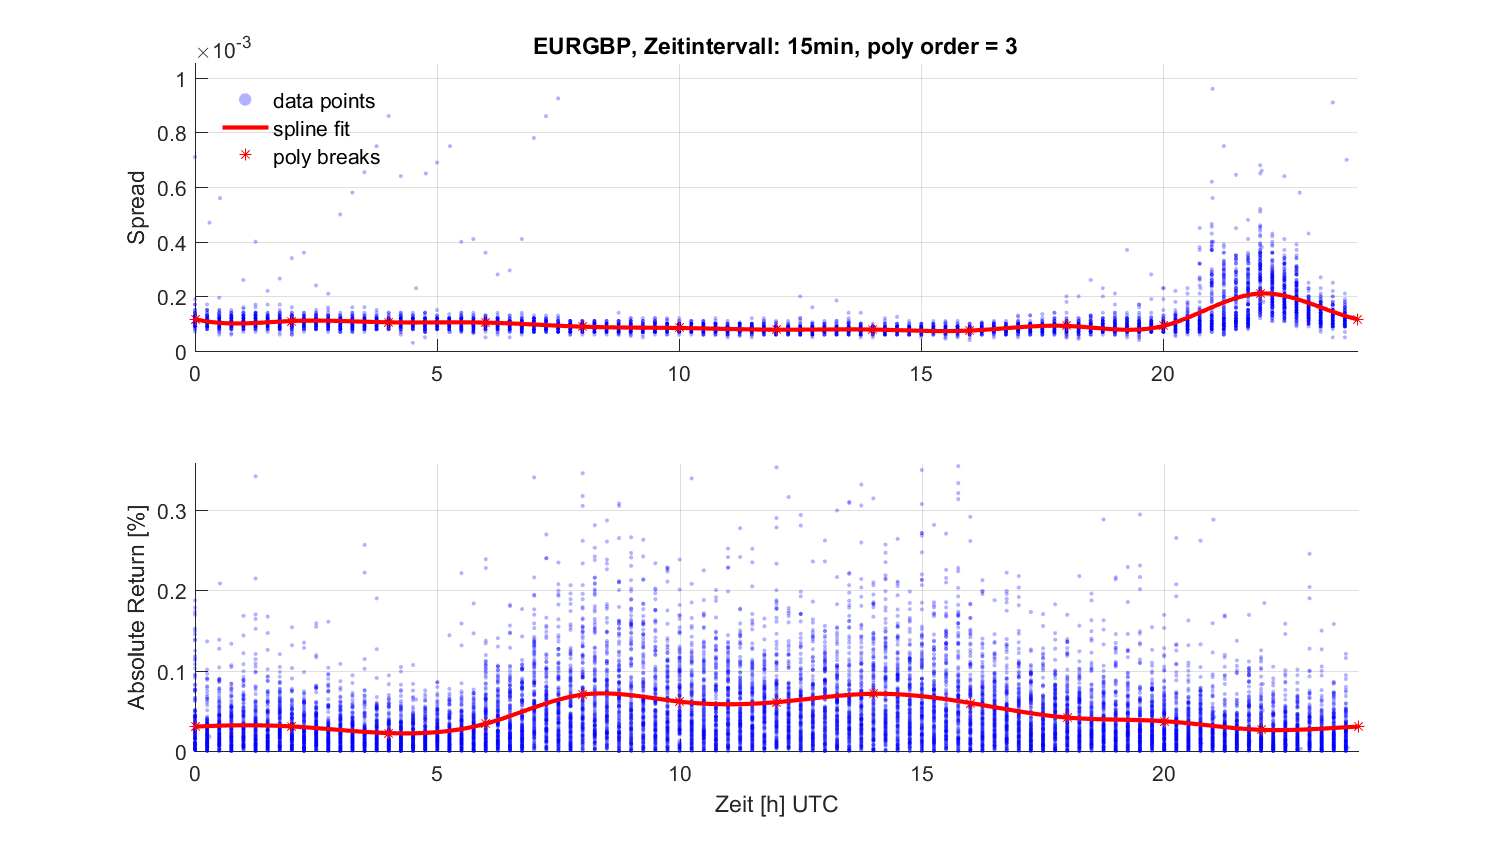 EURGBP, Zeitintervall: 15min, poly order = 3
×10-3
1
0.8
0.6
0.4
0.2
0
Spread
data points
spline fit
poly breaks
0 5 10 15 20
0.3
0.2
0.1
0
Absolute Return [%]
0 5 10 15 20
Zeit [h] UTC